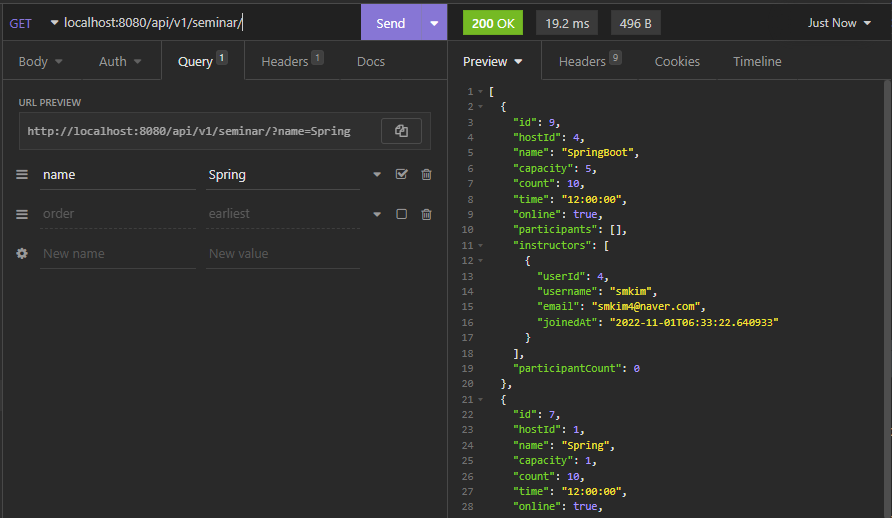 GET localhost:8080/api/v1/seminar/ Send
200 OK 19.2 ms 496 B Just Now
Body Auth Query 1 Headers 1 Docs
URL PREVIEW
http://localhost:8080/api/v1/seminar/?name=Spring
name Spring
order earliest
New name New value
Preview Headers 9 Cookies Timeline
1 [
2 {
3 "id": 9,
4 "hostId": 4,
5 "name": "SpringBoot",
6 "capacity": 5,
7 "count": 10,
8 "time": "12:00:00",
9 "online": true,
10 "participants": [],
11 "instructors": [
12 {
13 "userId": 4,
14 "username": "smkim",
15 "email": "smkim4@naver.com",
16 "joinedAt": "2022-11-01T06:33:22.640933"
17 }
18 ],
19 "participantCount": 0
20 },
21 {
22 "id": 7,
23 "hostId": 1,
24 "name": "Spring",
25 "capacity": 1,
26 "count": 10,
27 "time": "12:00:00",
28 "online": true,